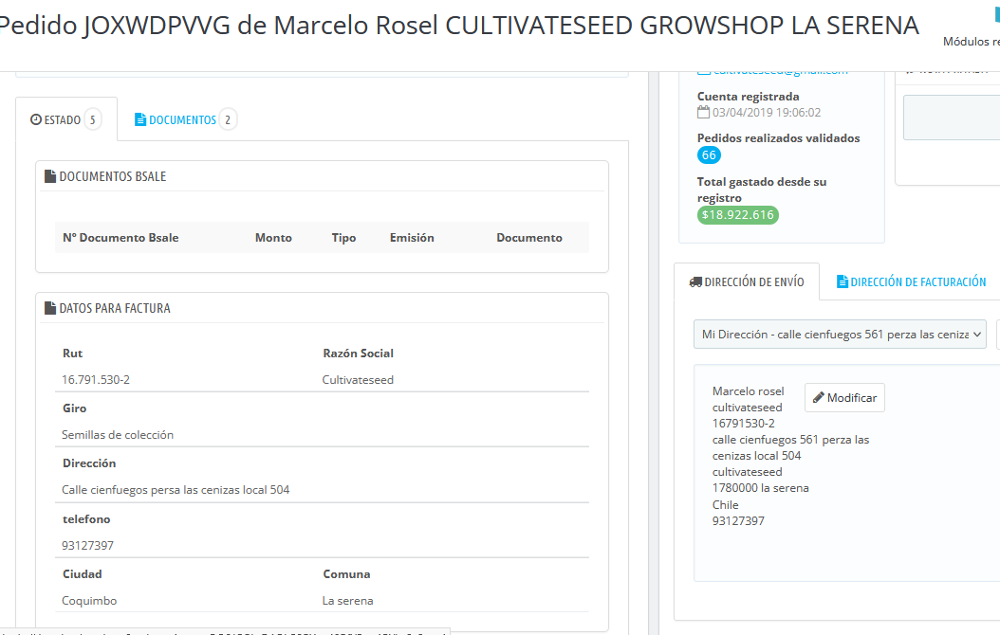 Pedido JOXWDPVVG de Marcelo Rosel CULTIVATESEED GROWSHOP LA SERENA
Módulos re
ESTADO 5
DOCUMENTOS 2
DOCUMENTOS BSALE
Nº Documento Bsale Monto Tipo Emisión Documento
DATOS PARA FACTURA
Rut Razón Social
16.791.530-2 Cultivateseed
Giro
Semillas de colección
Dirección
Calle cienfuegos persa las cenizas local 504
telefono
93127397
Ciudad Comuna
Coquimbo La serena
cultivateseed@gmail.com
Cuenta registrada
03/04/2019 19:06:02
Pedidos realizados validados
66
Total gastado desde su
registro
$18.922.616
DIRECCIÓN DE ENVÍO
DIRECCIÓN DE FACTURACIÓN
Mi Dirección - calle cienfuegos 561 perza las ceniza
Modificar
Marcelo rosel
cultivateseed
16791530-2
calle cienfuegos 561 perza las
cenizas local 504
cultivateseed
1780000 la serena
Chile
93127397